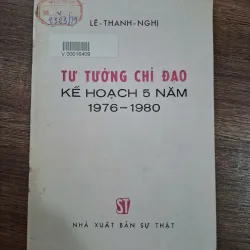 LÊ-THANH-NGHỊ
V.00016409
TƯ TƯỞNG CHỈ ĐẠO
KẾ HOẠCH 5 NĂM
1976-1980
ST
NHÀ XUẤT BẢN SỰ THẬT